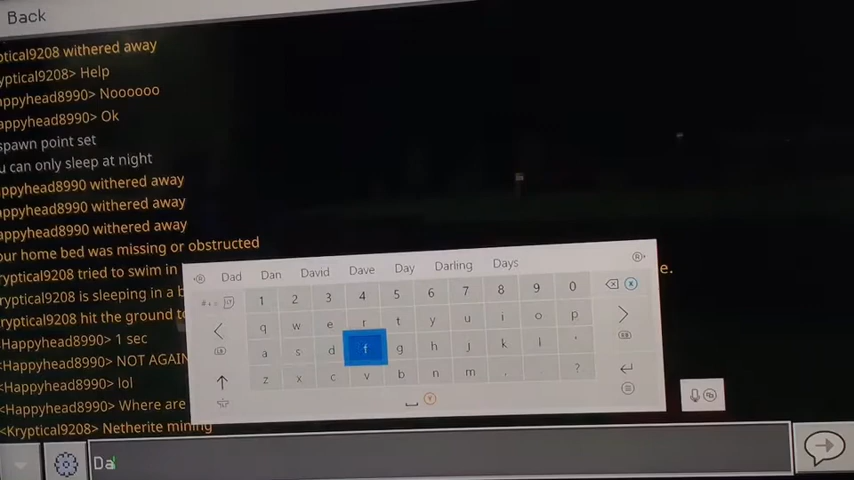 Back
ptical9208 withered away
yptical9208> Help
appyhead8990> Noooooo
appyhead8990> Ok
spawn point set
u can only sleep at night
appyhead8990 withered away
appyhead8990 withered away
appyhead8990 withered away
our home bed was missing or obstructed
ryptical9208 tried to swim in
e.
ryptical9208 is sleeping in a b
ryptical9208 hit the ground to
<Happyhead8990> 1 sec
<Happyhead8990> NOT AGAIN
<Happyhead8990> lol
<Happyhead8990> Where are
<Kryptical9208> Netherite mining
Dad Dan David Dave Day Darling Days
1 2 3 4 5 6 7 8 9 0
q w e r t y u i o p
a s d f g h j k l '
z x c v b n m , . ?
Da